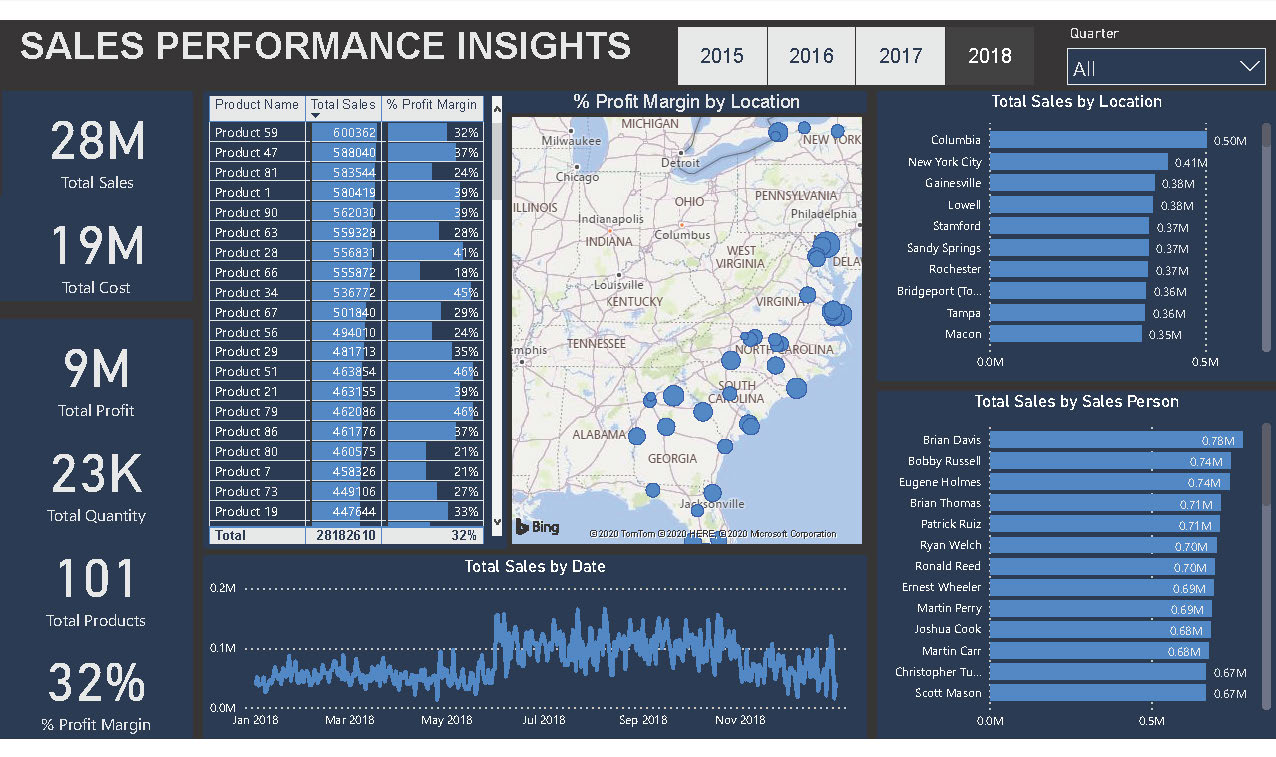 SALES PERFORMANCE INSIGHTS
2015 2016 2017 2018
Quarter
All
28M
Total Sales
19M
Total Cost
9M
Total Profit
23K
Total Quantity
101
Total Products
32%
% Profit Margin
Product Name Total Sales % Profit Margin
Product 59 600362 32%
Product 47 588040 37%
Product 81 583544 24%
Product 1 580419 39%
Product 90 562030 39%
Product 63 559328 28%
Product 28 556831 41%
Product 66 555872 18%
Product 34 536772 45%
Product 67 501840 29%
Product 56 494010 24%
Product 29 481713 35%
Product 51 463854 46%
Product 21 463155 39%
Product 79 462086 46%
Product 86 461776 37%
Product 80 460575 21%
Product 7 458326 21%
Product 73 449106 27%
Product 19 447644 33%
Total 28182610 32%
% Profit Margin by Location
MICHIGAN
Milwaukee
NEW YORK
Detroit
Chicago
PENNSYLVANIA
ILLINOIS
OHIO
Indianapolis
Philadelphia
INDIANA
Columbus
WEST
VIRGINIA
DELA
Louisville
KENTUCKY
VIRGINIA
TENNESSEE
emphis
NORTH CAROLINA
SOUTH
CAROLINA
ALABAMA
GEORGIA
Jacksonville
Bing
© 2020 TomTom © 2020 HERE, © 2020 Microsoft Corporation
Total Sales by Date
0.2M
0.1M
0.0M
Jan 2018 Mar 2018 May 2018 Jul 2018 Sep 2018 Nov 2018
Total Sales by Location
Columbia 0.50M
New York City 0.41M
Gainesville 0.38M
Lowell 0.38M
Stamford 0.37M
Sandy Springs 0.37M
Rochester 0.37M
Bridgeport (To... 0.36M
Tampa 0.36M
Macon 0.35M
0.0M 0.5M
Total Sales by Sales Person
Brian Davis 0.78M
Bobby Russell 0.74M
Eugene Holmes 0.74M
Brian Thomas 0.71M
Patrick Ruiz 0.71M
Ryan Welch 0.70M
Ronald Reed 0.70M
Ernest Wheeler 0.69M
Martin Perry 0.69M
Joshua Cook 0.68M
Martin Carr 0.68M
Christopher Tu... 0.67M
Scott Mason 0.67M
0.0M 0.5M